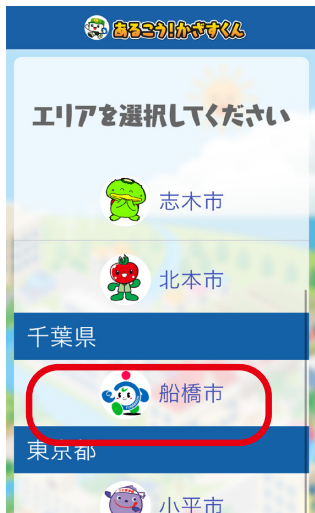 あるこう!かざすくん
エリアを選択してください
志木市
北本市
千葉県
船橋市
東京都
小平市